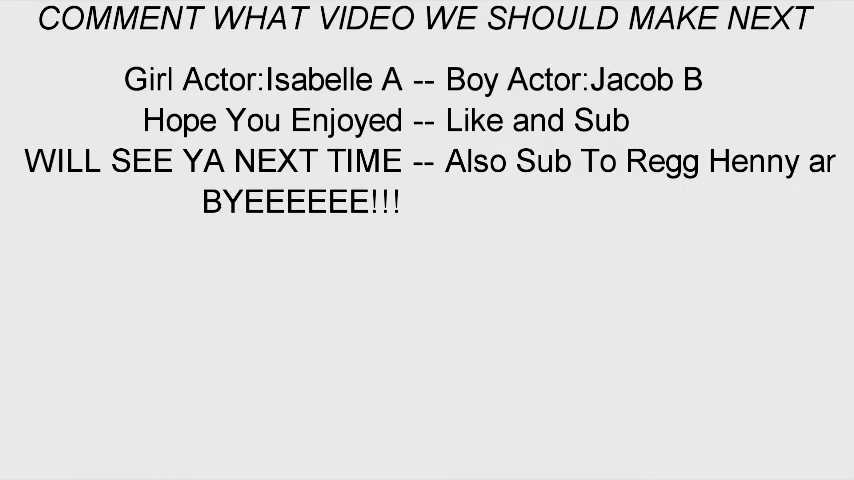 COMMENT WHAT VIDEO WE SHOULD MAKE NEXT
Girl Actor:Isabelle A -- Boy Actor:Jacob B
Hope You Enjoyed -- Like and Sub
WILL SEE YA NEXT TIME -- Also Sub To Regg Henny ar
BYEEEEEE!!!